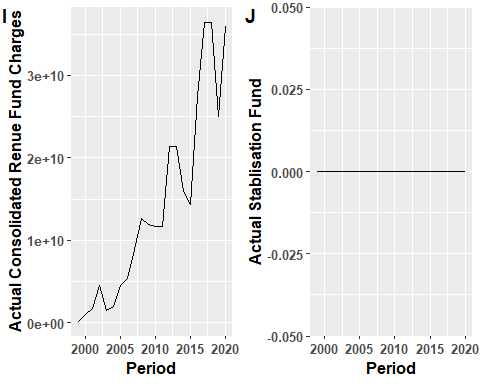 I
Actual Consolidated Renue Fund Charges
3e+10
2e+10
1e+10
0e+00
2000 2005 2010 2015 2020
Period
J
Actual Stablisation Fund
0.050
0.025
0.000
-0.025
-0.050
2000 2005 2010 2015 2020
Period